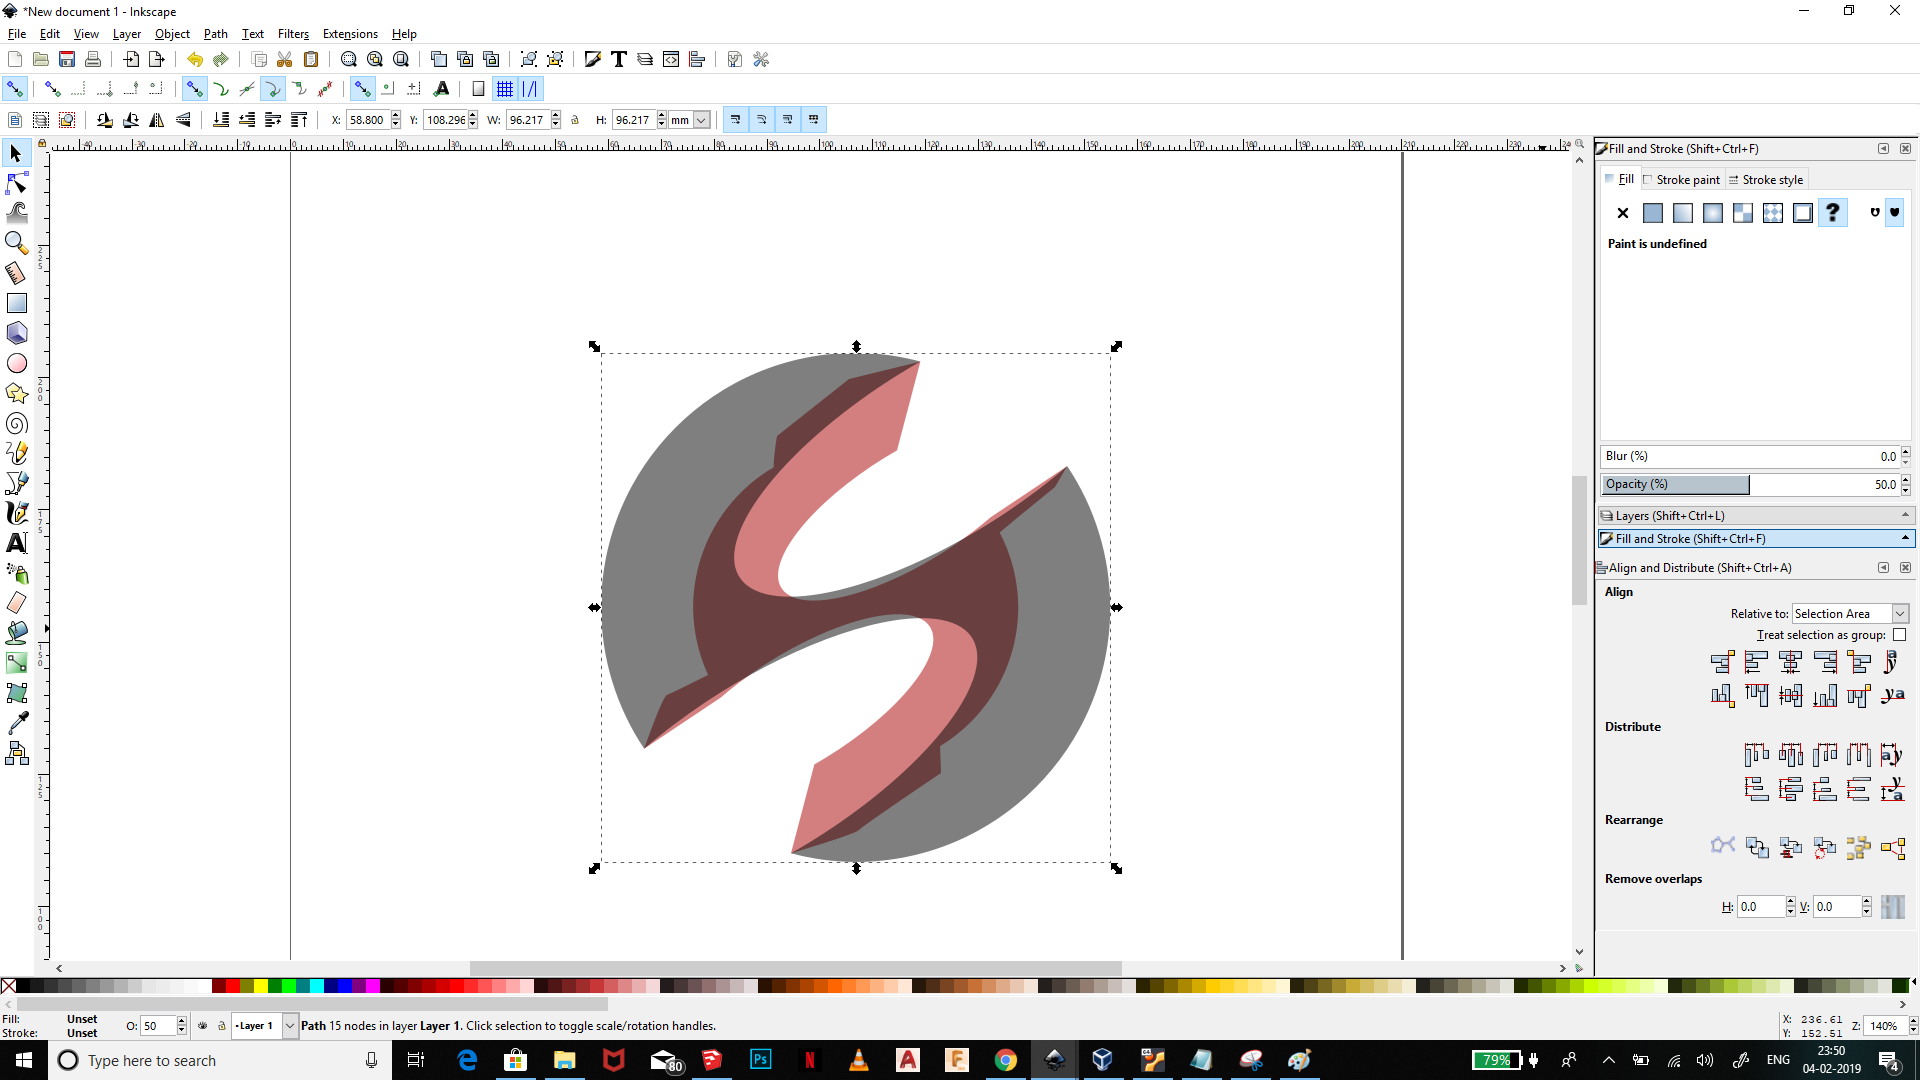 *New document 1 - Inkscape
File Edit View Layer Object Path Text Filters Extensions Help
X: 58.800 Y: 108.296 W: 96.217 H: 96.217 mm
Fill and Stroke (Shift+Ctrl+F)
Fill Stroke paint Stroke style
Paint is undefined
Blur (%) 0.0
Opacity (%) 50.0
Layers (Shift+Ctrl+L)
Fill and Stroke (Shift+Ctrl+F)
Align and Distribute (Shift+Ctrl+A)
Align
Relative to: Selection Area
Treat selection as group:
Distribute
Rearrange
Remove overlaps
H: 0.0 V: 0.0
Fill: Unset
Stroke: Unset
O: 50
Layer 1
Path 15 nodes in layer Layer 1. Click selection to toggle scale/rotation handles.
X: 236.61
Y: 152.51
Z: 140%
Type here to search
80
79%
ENG
23:50
04-02-2019
4